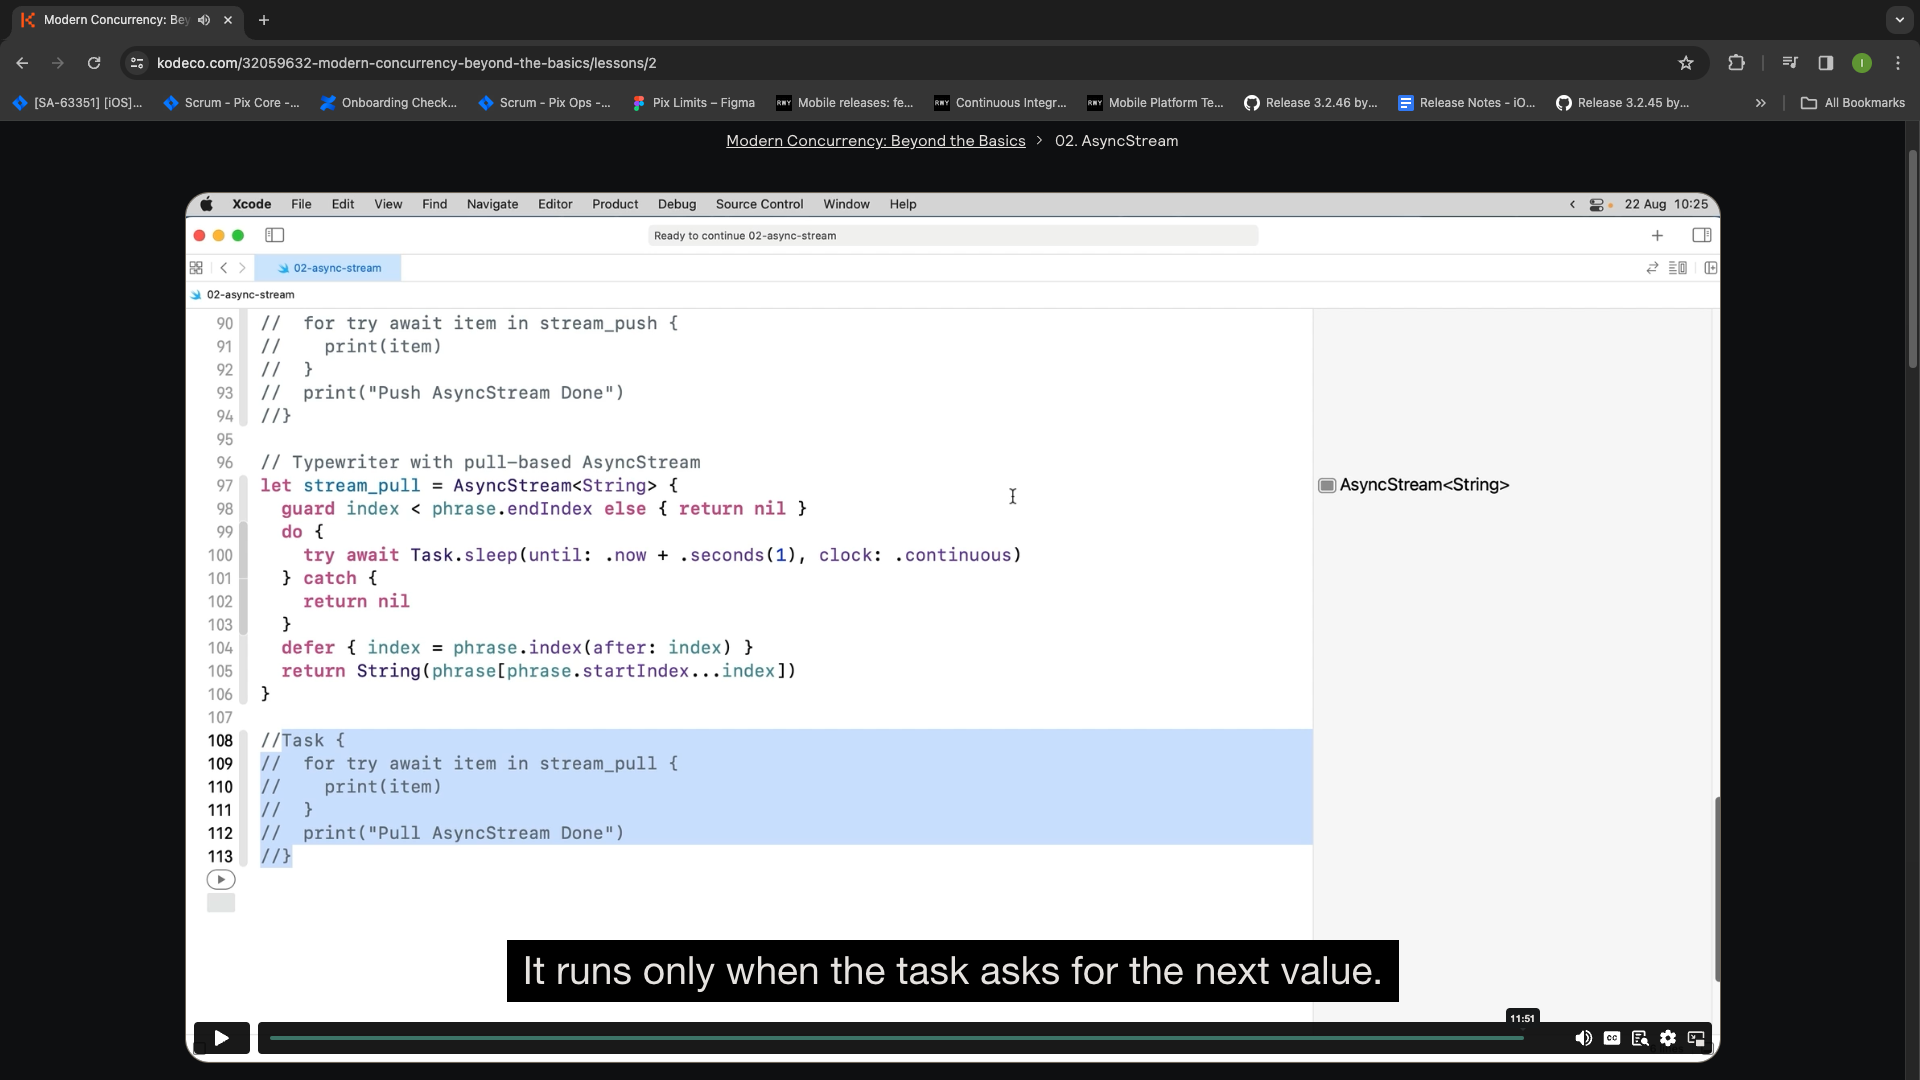 Modern Concurrency: Bey
kodeco.com/32059632-modern-concurrency-beyond-the-basics/lessons/2
I
[SA-63351] [iOS]...
Scrum - Pix Core -...
Onboarding Check...
Scrum - Pix Ops -...
Pix Limits – Figma
Mobile releases: fe...
Continuous Integr...
Mobile Platform Te...
Release 3.2.46 by...
Release Notes - iO...
Release 3.2.45 by...
All Bookmarks
Modern Concurrency: Beyond the Basics > 02. AsyncStream
Xcode File Edit View Find Navigate Editor Product Debug Source Control Window Help
22 Aug 10:25
Ready to continue 02-async-stream
02-async-stream
02-async-stream
90 //  for try await item in stream_push {
91 //    print(item)
92 //  }
93 //  print("Push AsyncStream Done")
94 //}
95
96 // Typewriter with pull-based AsyncStream
97 let stream_pull = AsyncStream<String> {
AsyncStream<String>
98   guard index < phrase.endIndex else { return nil }
99   do {
100     try await Task.sleep(until: .now + .seconds(1), clock: .continuous)
101   } catch {
102     return nil
103   }
104   defer { index = phrase.index(after: index) }
105   return String(phrase[phrase.startIndex...index])
106 }
107
108 //Task {
109 //  for try await item in stream_pull {
110 //    print(item)
111 //  }
112 //  print("Pull AsyncStream Done")
113 //}
It runs only when the task asks for the next value.
11:51
CC